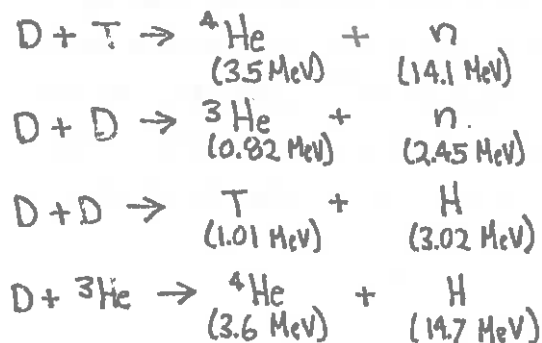 D + T → ⁴He + n
(3.5 MeV) (14.1 MeV)
D + D → ³He + n.
(0.82 MeV) (2.45 MeV)
D + D → T + H
(1.01 MeV) (3.02 MeV)
D + ³He → ⁴He + H
(3.6 MeV) (14.7 MeV)